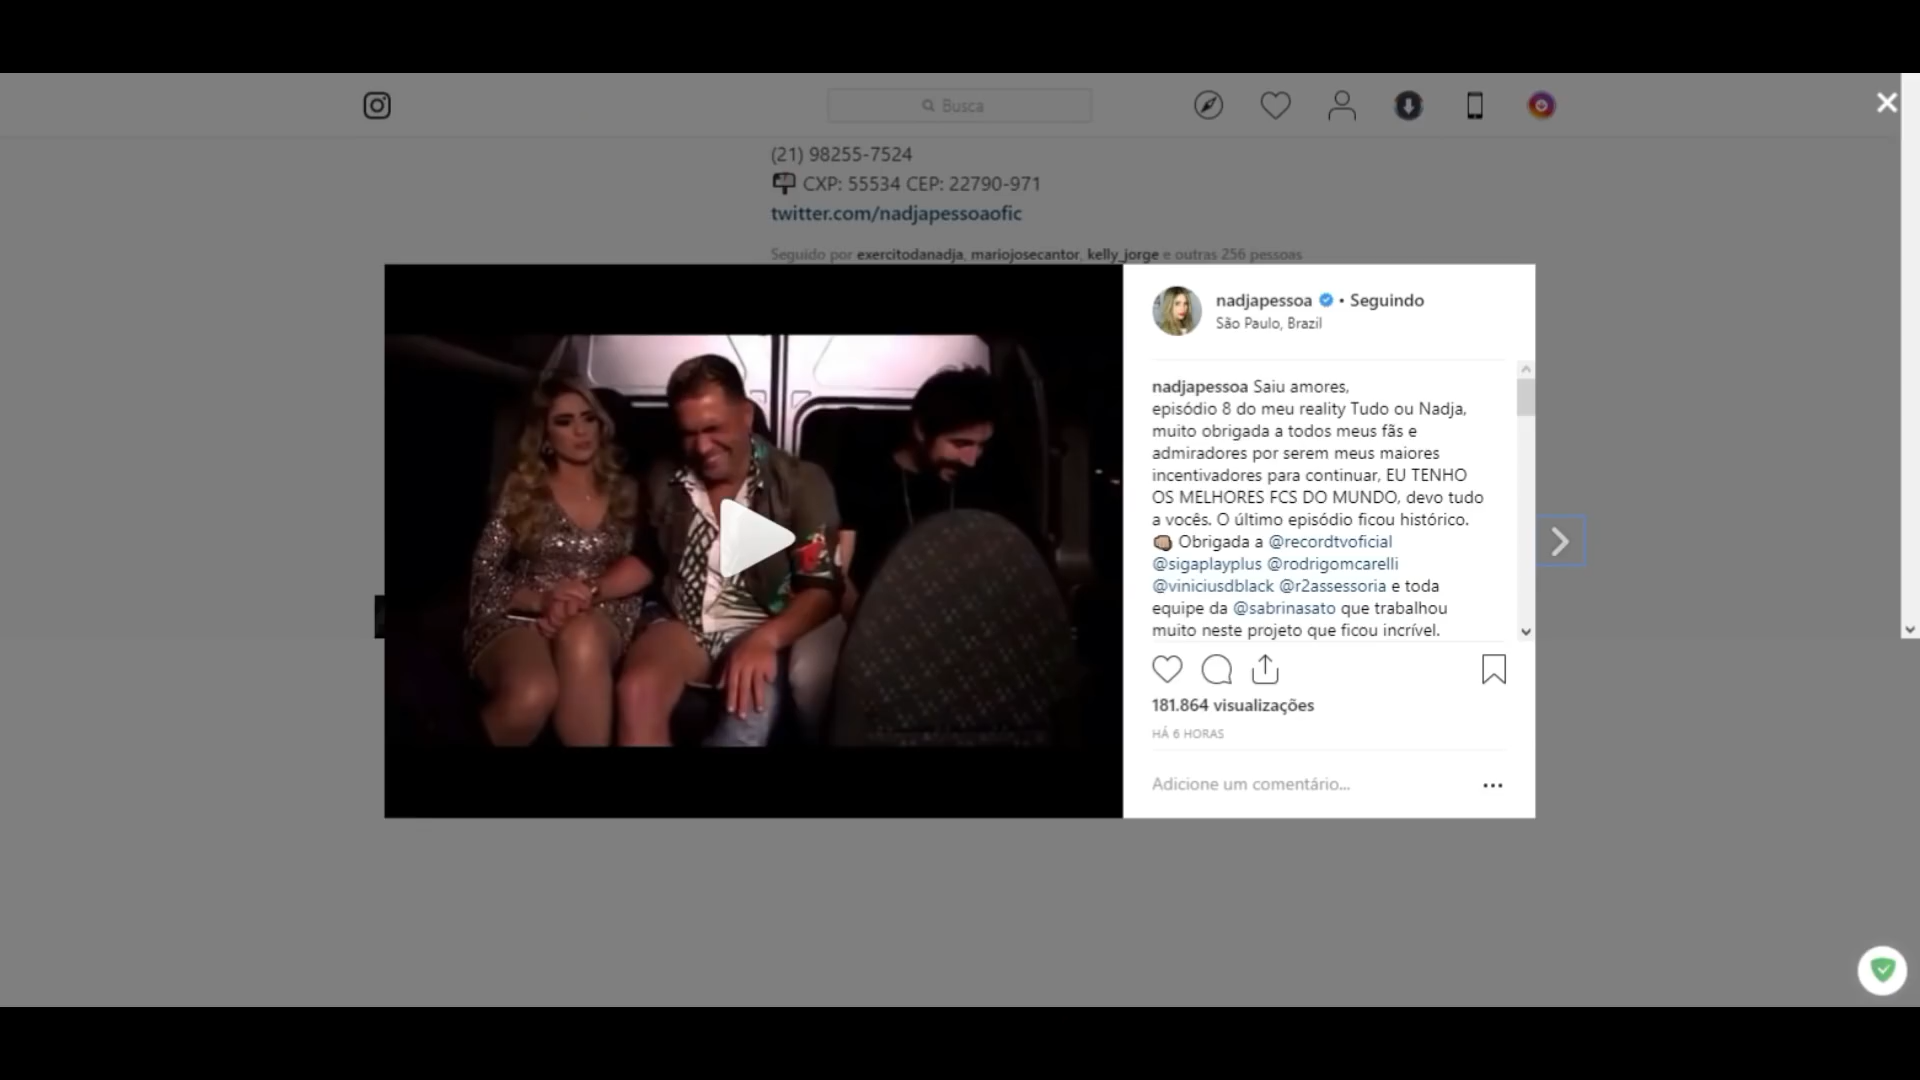 Busca
(21) 98255-7524
CXP: 55534 CEP: 22790-971
twitter.com/nadjapessoaofic
Seguido por exercitodanadja, mariojosecantor, kelly_jorge e outras 256 pessoas
nadjapessoa • Seguindo
São Paulo, Brazil
nadjapessoa Saiu amores,
episódio 8 do meu reality Tudo ou Nadja,
muito obrigada a todos meus fãs e
admiradores por serem meus maiores
incentivadores para continuar, EU TENHO
OS MELHORES FCS DO MUNDO, devo tudo
a vocês. O último episódio ficou histórico.
👊🏽 Obrigada a @recordtvoficial
@sigaplayplus @rodrigomcarelli
@viniciusdblack @r2assessoria e toda
equipe da @sabrinasato que trabalhou
muito neste projeto que ficou incrível.
181.864 visualizações
HÁ 6 HORAS
Adicione um comentário...